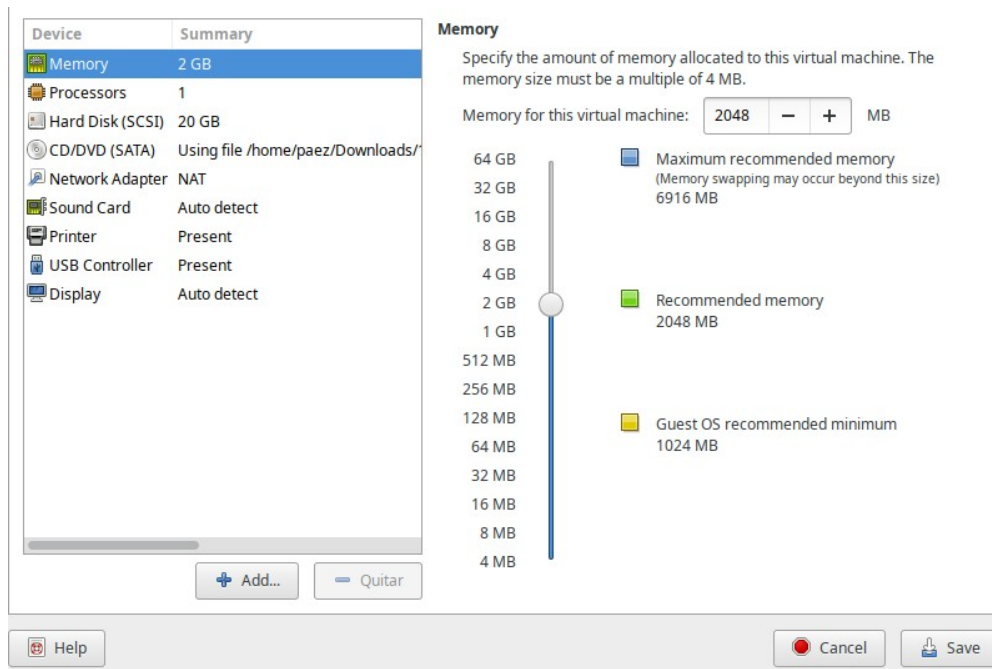 Device Summary
Memory 2 GB
Processors 1
Hard Disk (SCSI) 20 GB
CD/DVD (SATA) Using file /home/paez/Downloads/
Network Adapter NAT
Sound Card Auto detect
Printer Present
USB Controller Present
Display Auto detect
Add...
Quitar
Memory
Specify the amount of memory allocated to this virtual machine. The
memory size must be a multiple of 4 MB.
Memory for this virtual machine: 2048 − + MB
64 GB
32 GB
16 GB
8 GB
4 GB
2 GB
1 GB
512 MB
256 MB
128 MB
64 MB
32 MB
16 MB
8 MB
4 MB
Maximum recommended memory
(Memory swapping may occur beyond this size)
6916 MB
Recommended memory
2048 MB
Guest OS recommended minimum
1024 MB
Help
Cancel
Save